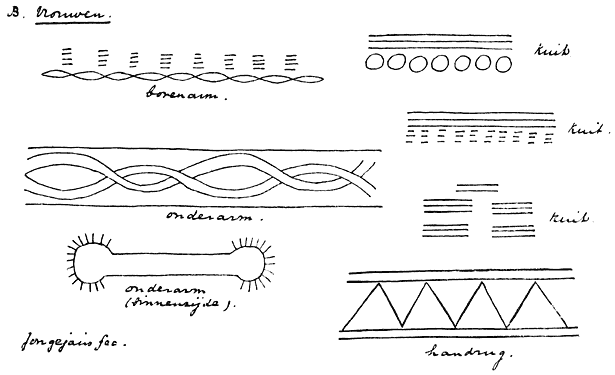 B. Vrouwen.
bovenarm.
kuit.
kuit.
onderarm.
kuit.
onderarm
(binnenzijde).
handrug.
Jongejans fec.